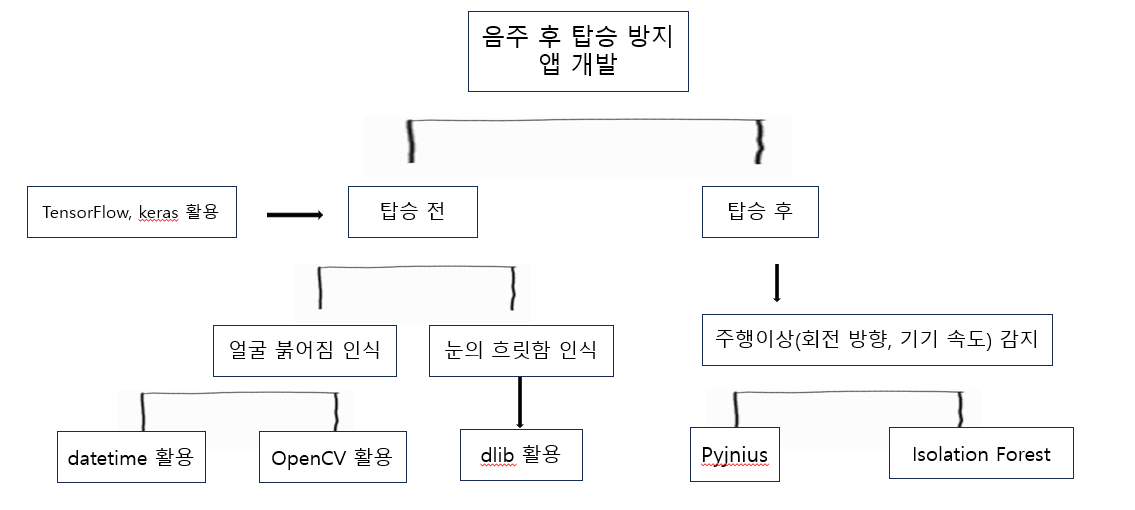 음주 후 탑승 방지
앱 개발
TensorFlow, keras 활용
탑승 전
탑승 후
얼굴 붉어짐 인식
눈의 흐릿함 인식
주행이상(회전 방향, 기기 속도) 감지
datetime 활용
OpenCV 활용
dlib 활용
Pyjnius
Isolation Forest